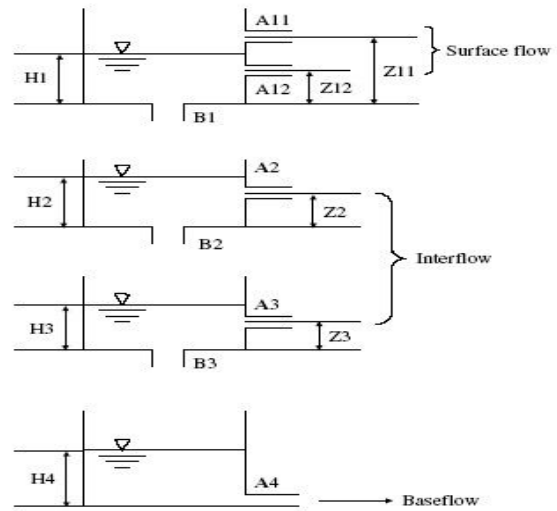 A11
Surface flow
H1
Z11
A12
Z12
B1
A2
H2
Z2
B2
Interflow
A3
H3
Z3
B3
H4
A4
Baseflow